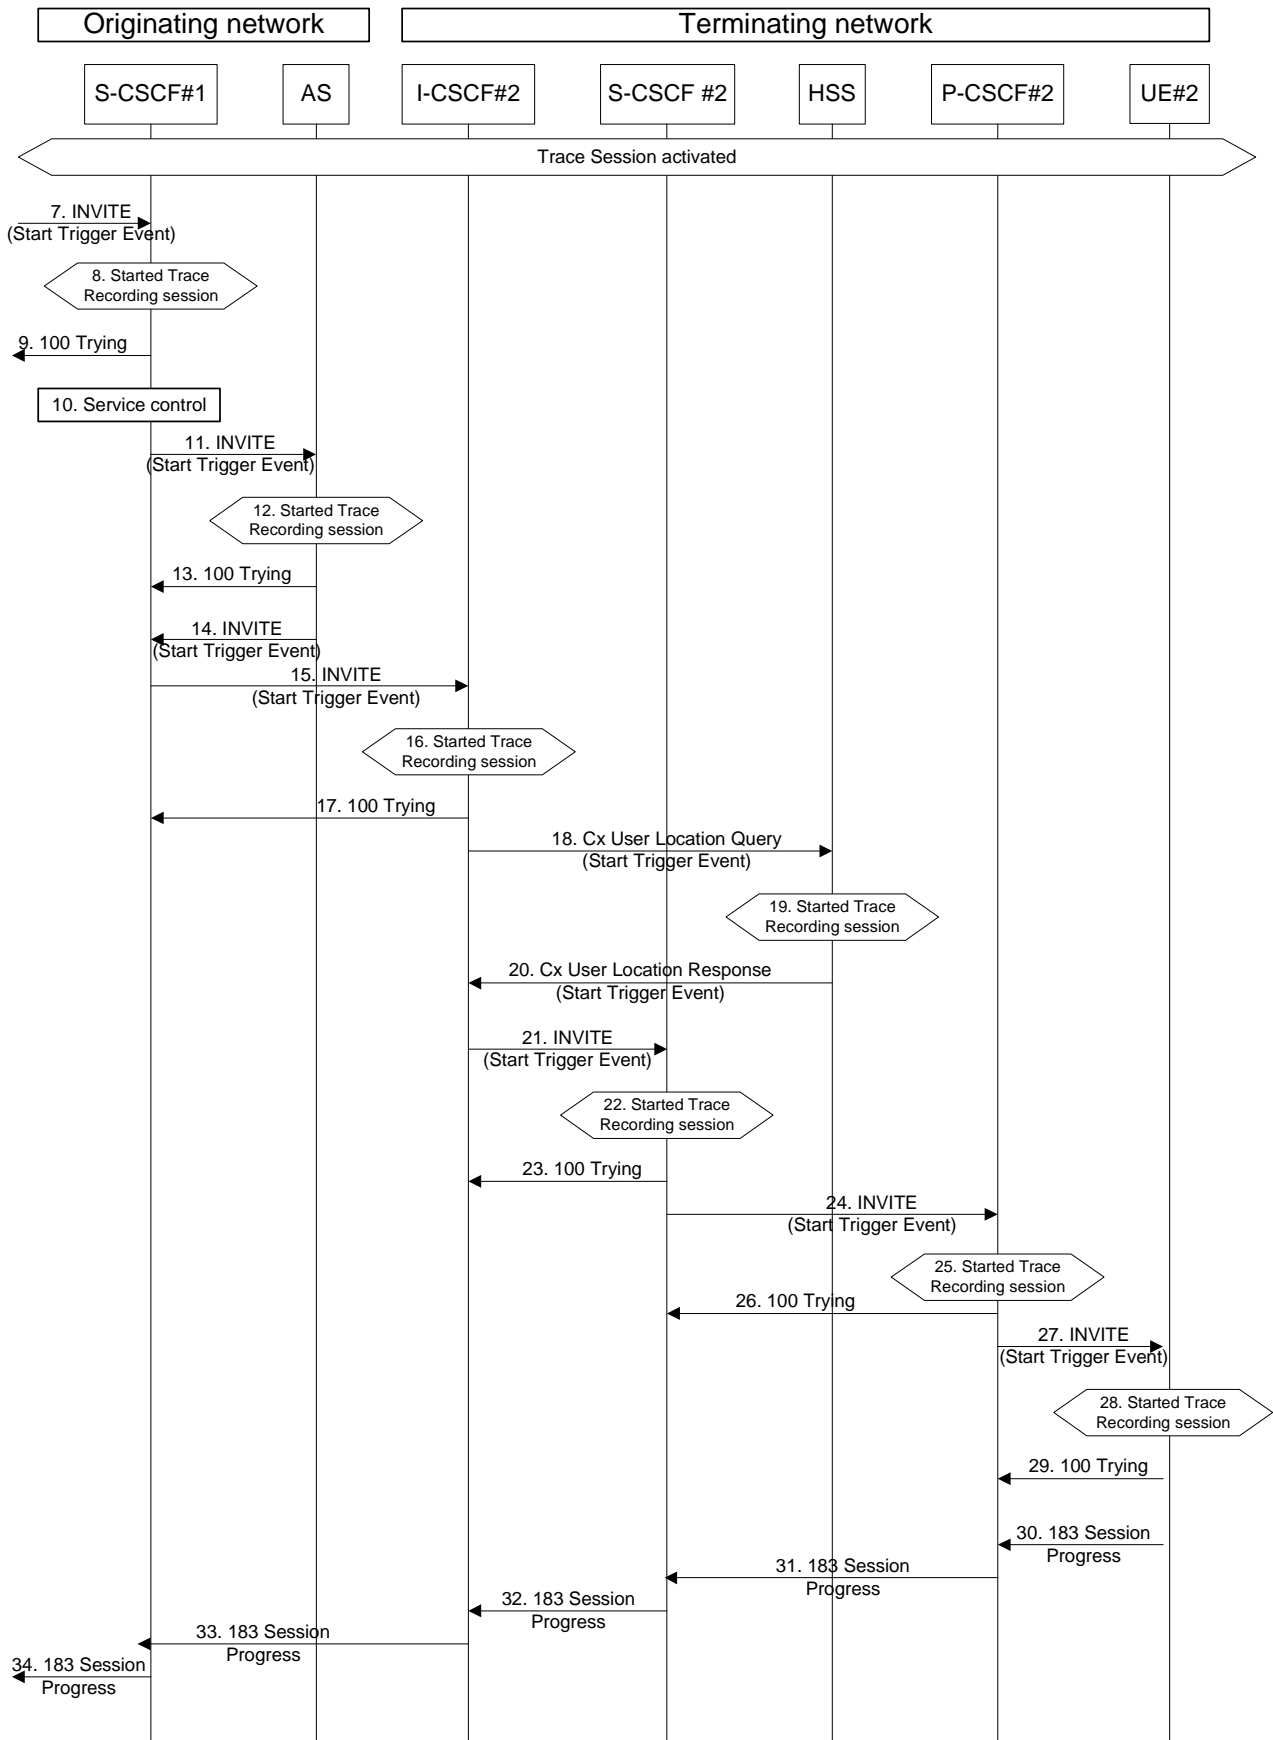 Originating network
Terminating network
S-CSCF#1
AS
I-CSCF#2
S-CSCF #2
HSS
P-CSCF#2
UE#2
Trace Session activated
7. INVITE
(Start Trigger Event)
8. Started Trace
Recording session
9. 100 Trying
10. Service control
11. INVITE
(Start Trigger Event)
12. Started Trace
Recording session
13. 100 Trying
14. INVITE
(Start Trigger Event)
15. INVITE
(Start Trigger Event)
16. Started Trace
Recording session
17. 100 Trying
18. Cx User Location Query
(Start Trigger Event)
19. Started Trace
Recording session
20. Cx User Location Response
(Start Trigger Event)
21. INVITE
(Start Trigger Event)
22. Started Trace
Recording session
23. 100 Trying
24. INVITE
(Start Trigger Event)
25. Started Trace
Recording session
26. 100 Trying
27. INVITE
(Start Trigger Event)
28. Started Trace
Recording session
29. 100 Trying
30. 183 Session
Progress
31. 183 Session
Progress
32. 183 Session
Progress
33. 183 Session
Progress
34. 183 Session
Progress